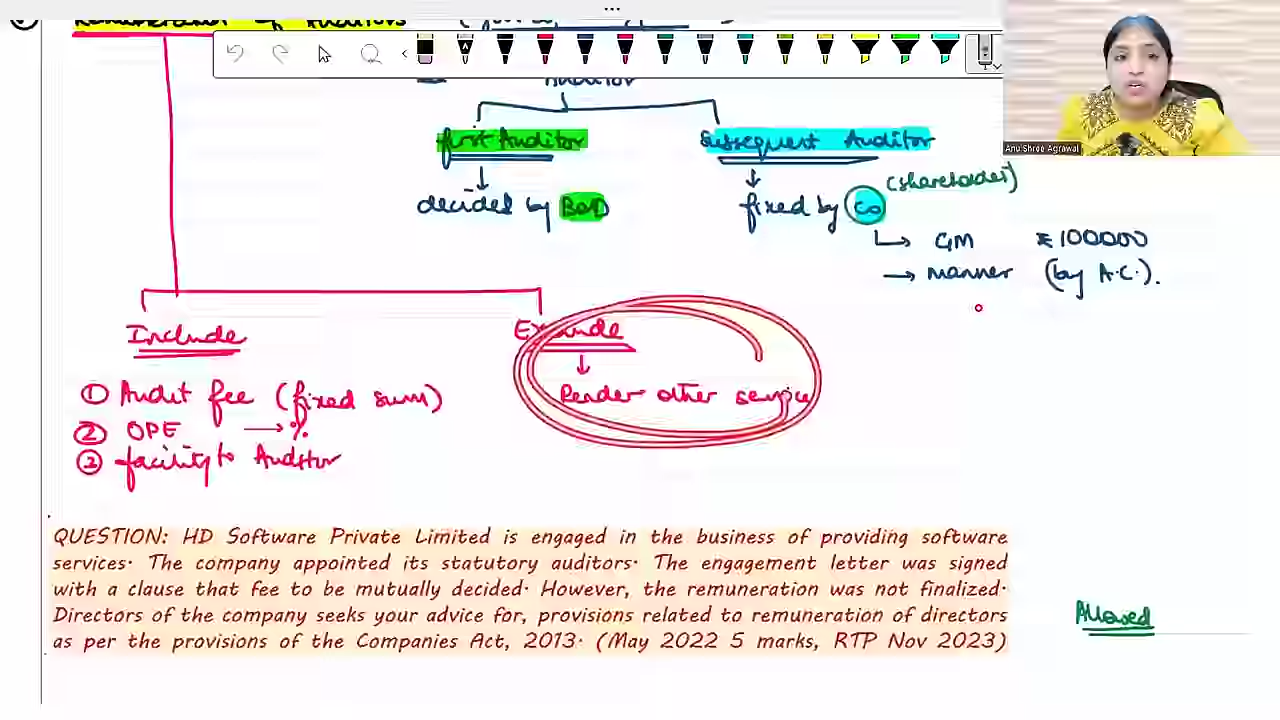 Remuneration of Auditors
Auditor
first Auditor
Subsequent Auditor
decided by BOD
fixed by Co (shareholder)
GM ₹100000
→ manner (by A.C.).
Include
Exclude
① Audit fee (fixed sum)
② OPE → %
③ facility to Auditor
Render other service
QUESTION: HD Software Private Limited is engaged in the business of providing software
services. The company appointed its statutory auditors. The engagement letter was signed
with a clause that fee to be mutually decided. However, the remuneration was not finalized.
Directors of the company seeks your advice for, provisions related to remuneration of directors
as per the provisions of the Companies Act, 2013. (May 2022 5 marks, RTP Nov 2023)
Allowed
Anu Shree Agrawal